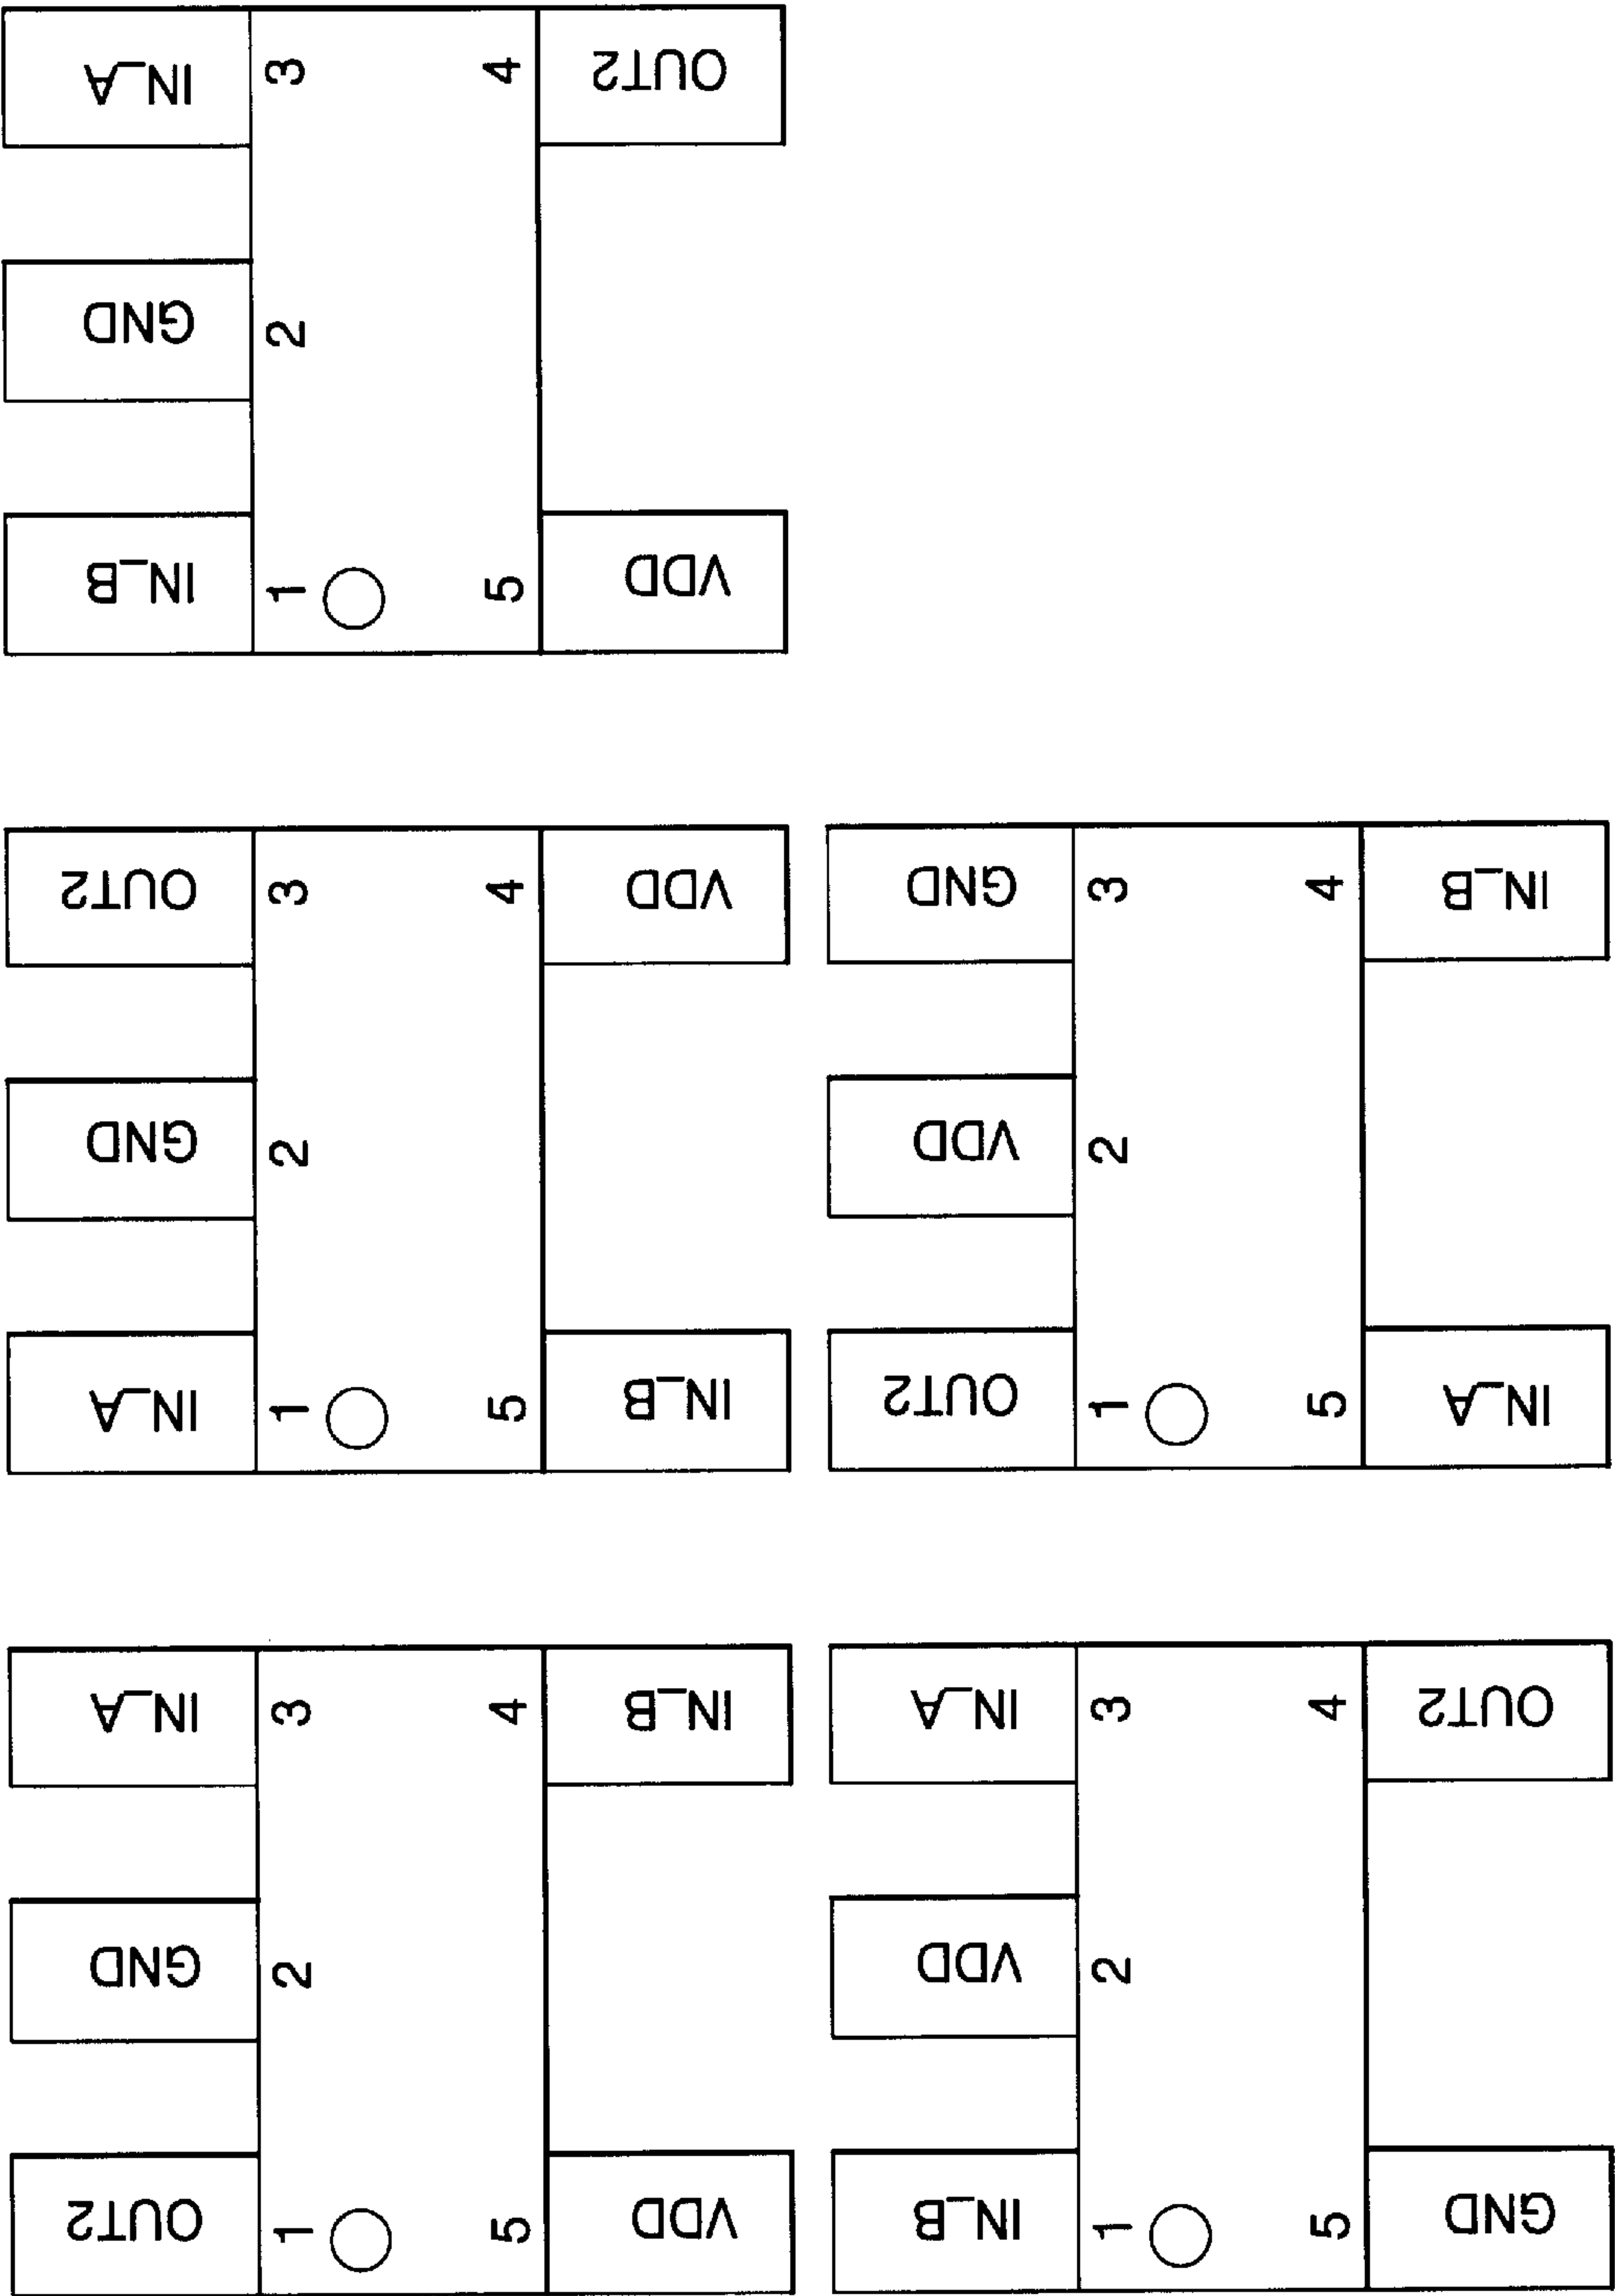 IN_A 3 4 OUT2
GND 2
IN_B 1 5 VDD
OUT2 3 4 VDD
GND 2
IN_A 1 5 IN_B
GND 3 4 IN_B
VDD 2
OUT2 1 5 IN_A
IN_A 3 4 IN_B
GND 2
OUT2 1 5 VDD
IN_A 3 4 OUT2
VDD 2
IN_B 1 5 GND